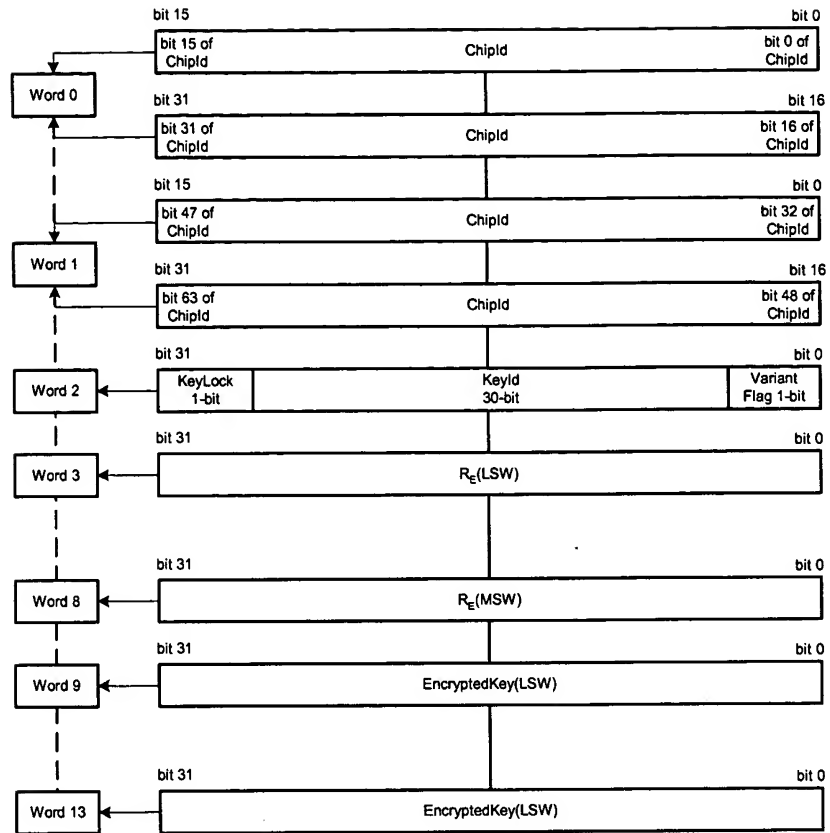 bit 15 bit 0
bit 15 of ChipId bit 0 of
ChipId ChipId
Word 0
bit 31 bit 16
bit 31 of ChipId bit 16 of
ChipId ChipId
bit 15 bit 0
bit 47 of ChipId bit 32 of
ChipId ChipId
Word 1
bit 31 bit 16
bit 63 of ChipId bit 48 of
ChipId ChipId
bit 31 bit 0
Word 2 KeyLock KeyId Variant
1-bit 30-bit Flag 1-bit
bit 31 bit 0
Word 3 RE(LSW)
bit 31 bit 0
Word 8 RE(MSW)
bit 31 bit 0
Word 9 EncryptedKey(LSW)
bit 31 bit 0
Word 13 EncryptedKey(LSW)